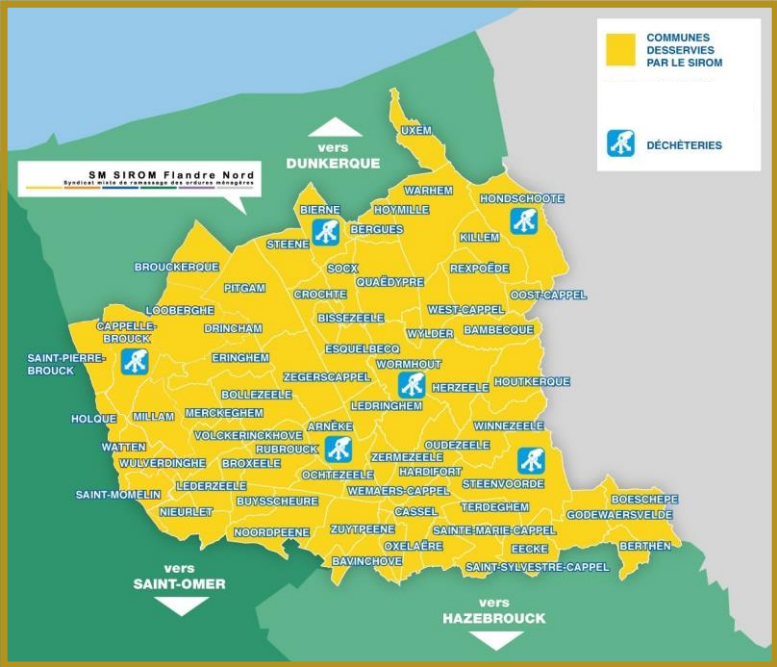 COMMUNES
DESSERVIES
PAR LE SIROM
DÉCHÈTERIES
vers
DUNKERQUE
SM SIROM Flandre Nord
Syndicat mixte de ramassage des ordures ménagères
UXEM
WARHEM
HONDSCHOOTE
BIERNE
HOYMILLE
BERGUES
KILLEM
STEENE
BROUCKERQUE
SOCX
REXPOËDE
QUAËDYPRE
PITGAM
CROCHTE
OOST-CAPPEL
LOOBERGHE
BISSEZEELE
WEST-CAPPEL
CAPPELLE-
BROUCK
DRINCHAM
WYLDER
BAMBECQUE
SAINT-PIERRE-
BROUCK
ERINGHEM
ESQUELBECQ
WORMHOUT
ZEGERSCAPPEL
HERZEELE
HOUTKERQUE
BOLLEZEELE
LEDRINGHEM
HOLQUE
MILLAM
MERCKEGHEM
ARNÈKE
WINNEZEELE
VOLCKERINCKHOVE
WATTEN
RUBROUCK
OUDEZEELE
WULVERDINGHE
BROXEELE
ZERMEZEELE
OCHTEZEELE
HARDIFORT
SAINT-MOMELIN
LEDERZEELE
WEMAERS-CAPPEL
STEENVOORDE
BUYSSCHEURE
BOESCHEPE
NIEURLET
CASSEL
TERDEGHEM
GODEWAERSVELDE
NOORDPEENE
ZUYTPEENE
SAINTE-MARIE-CAPPEL
OXELAËRE
EECKE
BERTHEN
BAVINCHOVE
SAINT-SYLVESTRE-CAPPEL
vers
SAINT-OMER
vers
HAZEBROUCK